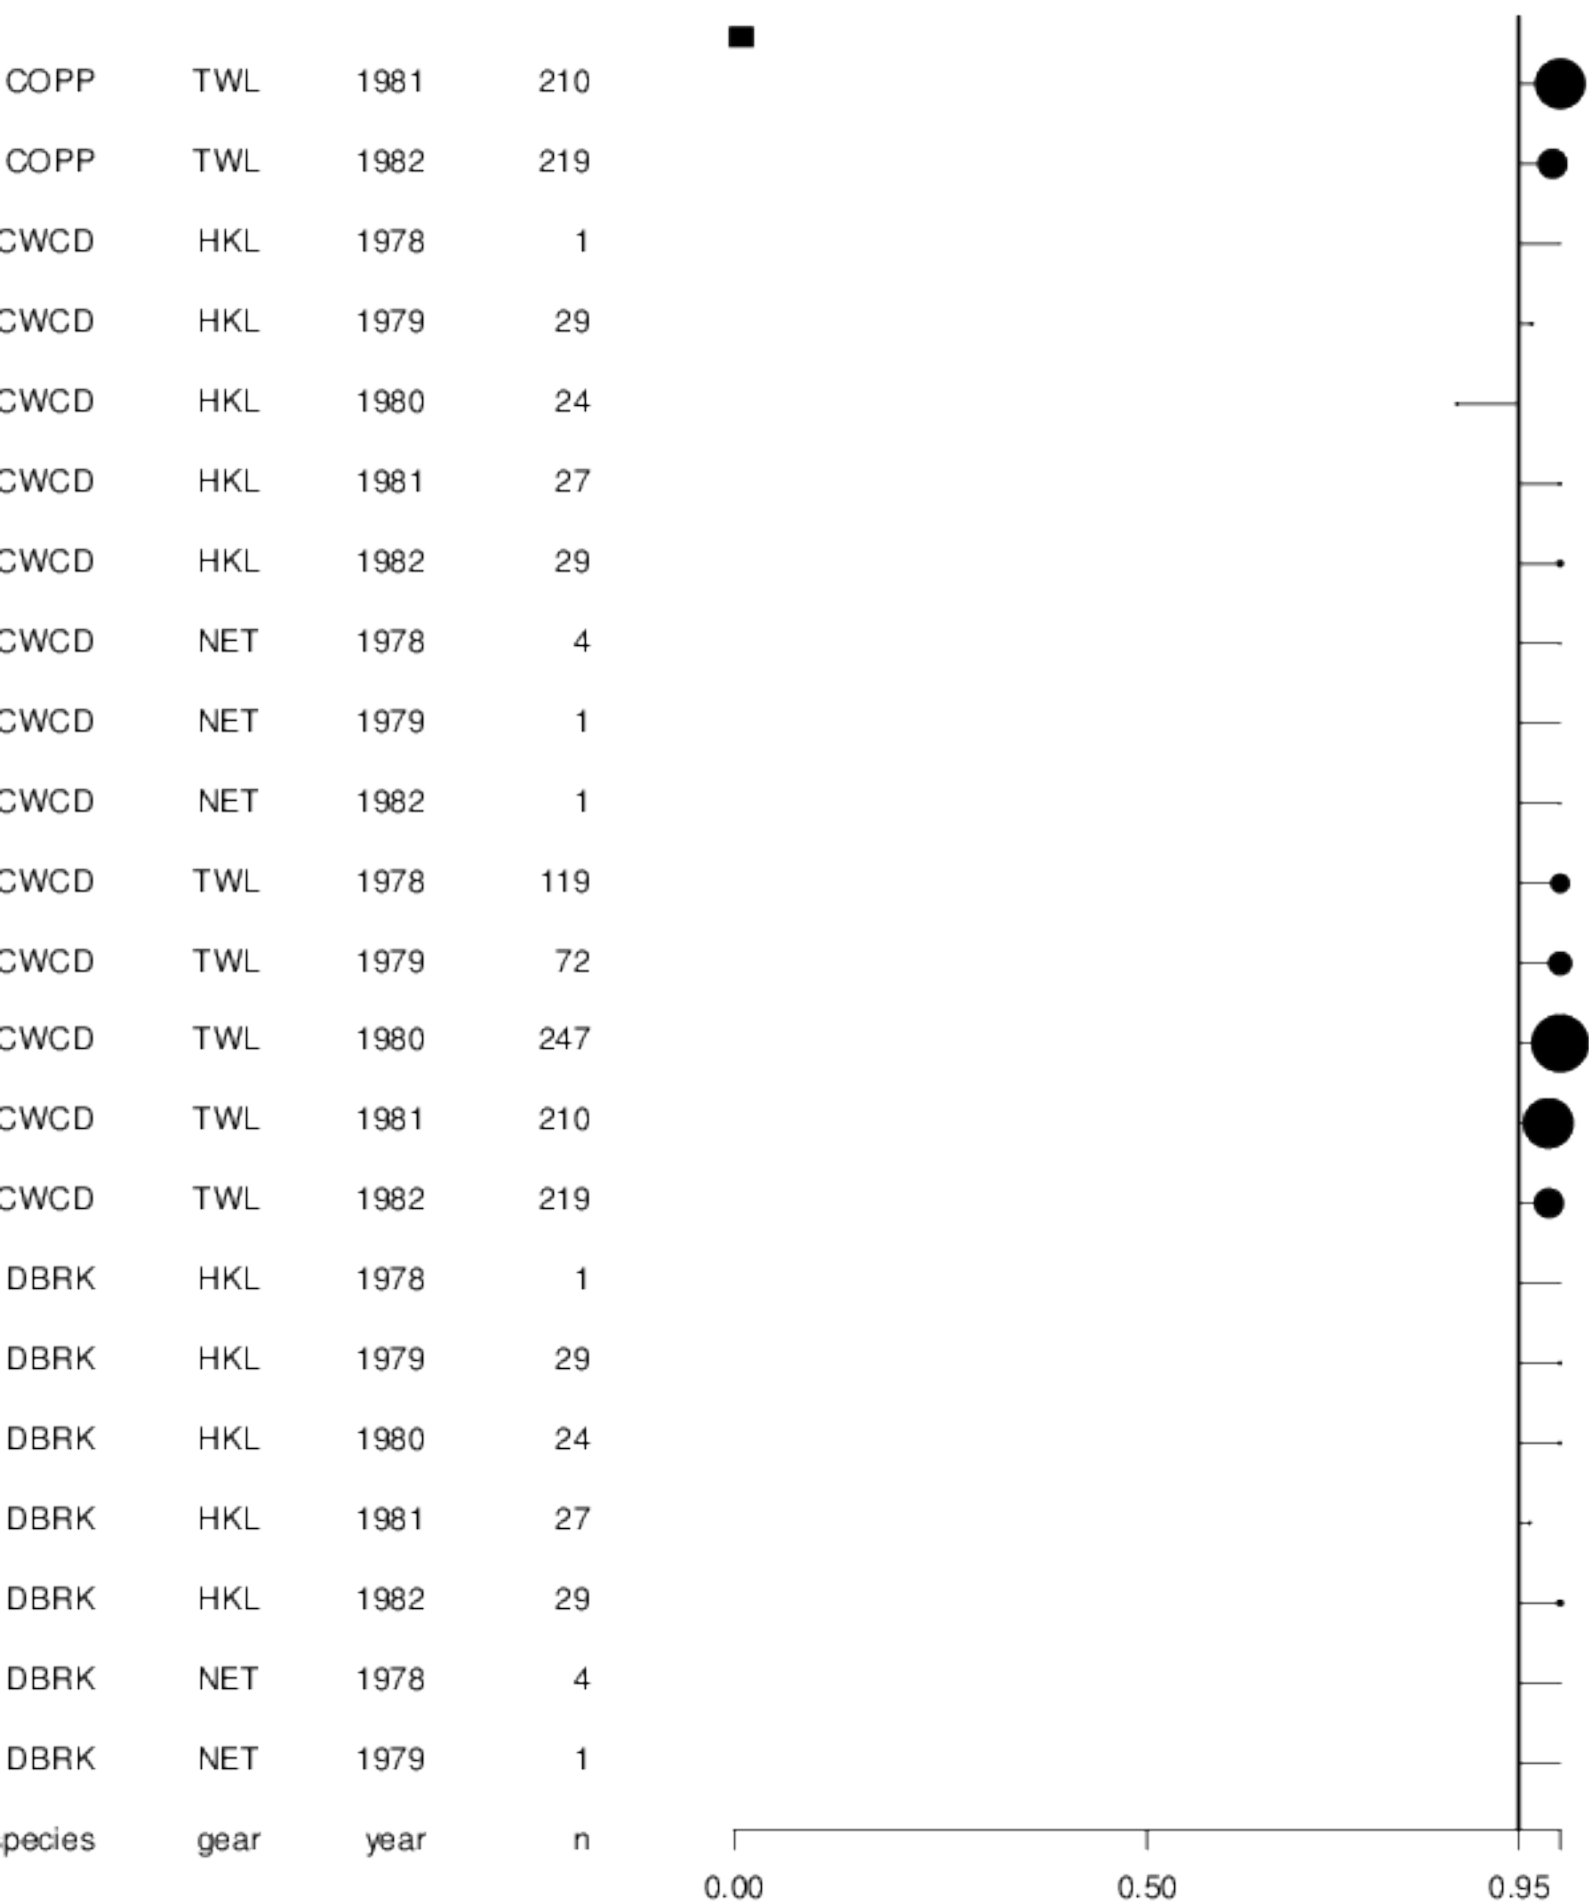 COPP TWL 1981 210
COPP TWL 1982 219
CWCD HKL 1978 1
CWCD HKL 1979 29
CWCD HKL 1980 24
CWCD HKL 1981 27
CWCD HKL 1982 29
CWCD NET 1978 4
CWCD NET 1979 1
CWCD NET 1982 1
CWCD TWL 1978 119
CWCD TWL 1979 72
CWCD TWL 1980 247
CWCD TWL 1981 210
CWCD TWL 1982 219
DBRK HKL 1978 1
DBRK HKL 1979 29
DBRK HKL 1980 24
DBRK HKL 1981 27
DBRK HKL 1982 29
DBRK NET 1978 4
DBRK NET 1979 1
pecies gear year n
0.00 0.50 0.95